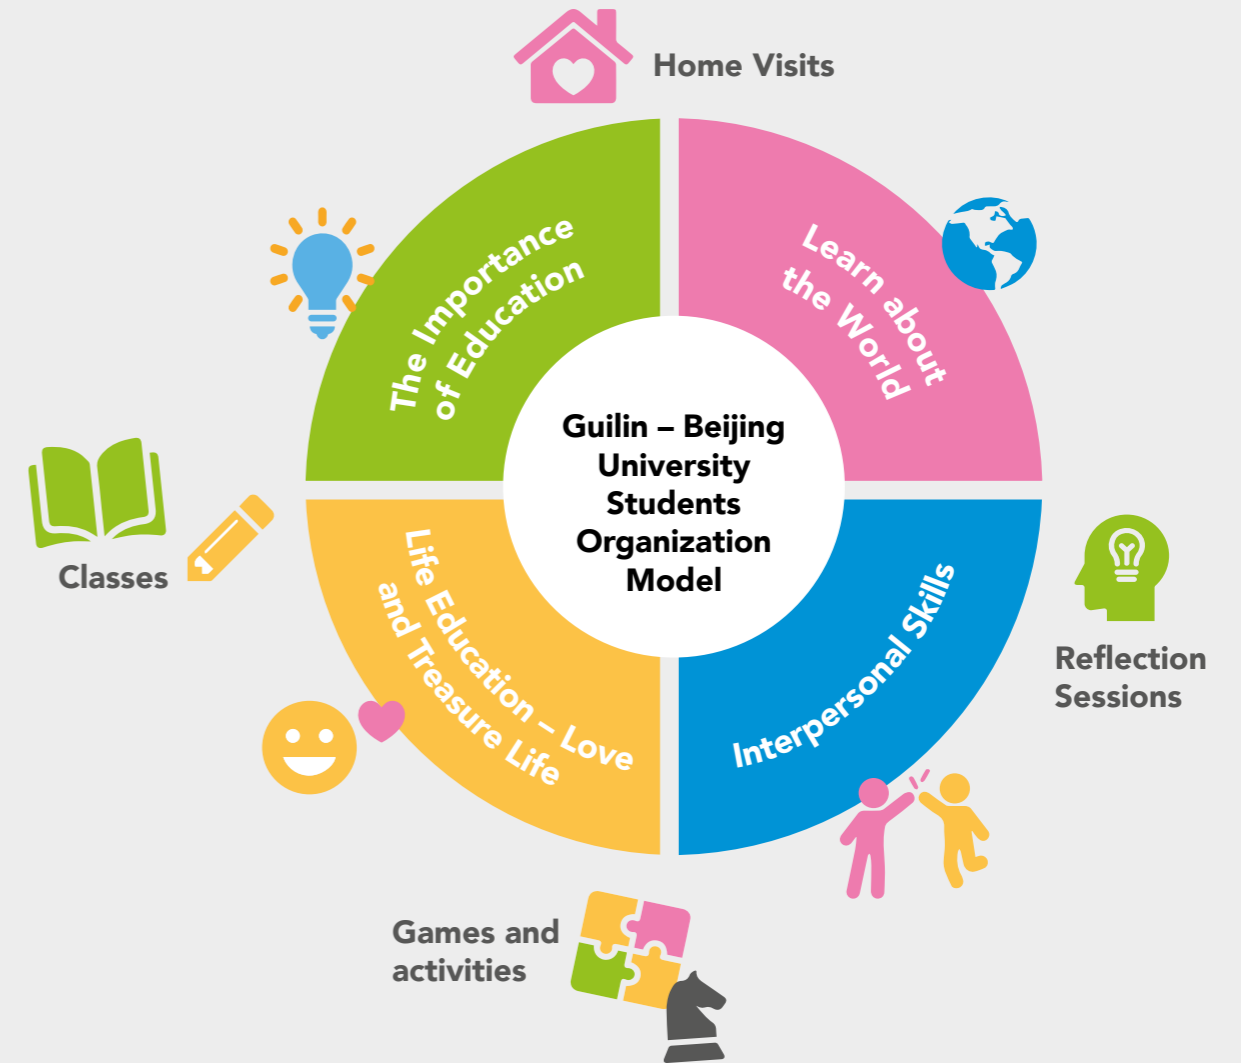 Home Visits
The Importance
of Education
Learn about
the World
Guilin – Beijing
University
Students
Organization
Model
Classes
Life Education – Love
and Treasure Life
Interpersonal Skills
Reflection
Sessions
Games and
activities